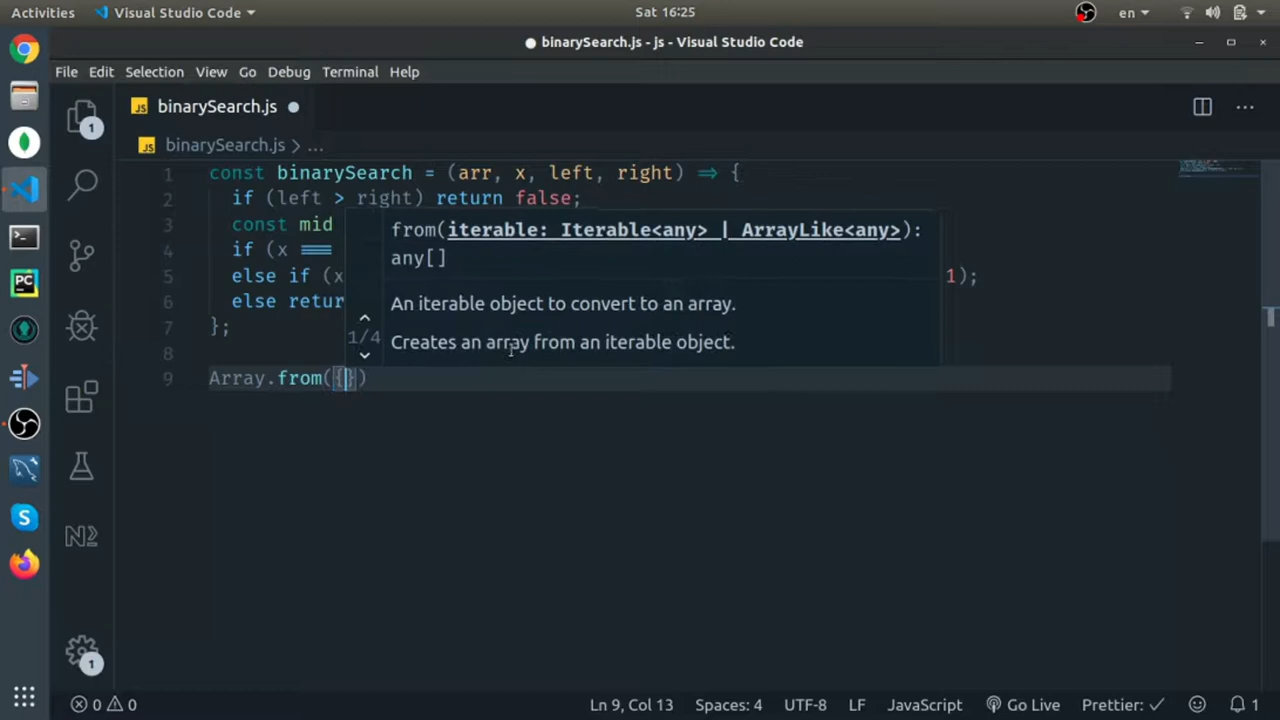 Activities Visual Studio Code Sat 16:25 en
binarySearch.js - js - Visual Studio Code
File Edit Selection View Go Debug Terminal Help
JS binarySearch.js
JS binarySearch.js > ...
1 const binarySearch = (arr, x, left, right) => {
2 if (left > right) return false;
3 const mid
4 if (x ===
5 else if (x 1);
6 else retur
7 };
8
9 Array.from({})
from(iterable: Iterable<any> | ArrayLike<any>):
any[]
An iterable object to convert to an array.
1/4
Creates an array from an iterable object.
1
PC
S
N
1
0 0 Ln 9, Col 13 Spaces: 4 UTF-8 LF JavaScript Go Live Prettier: ✓ 1